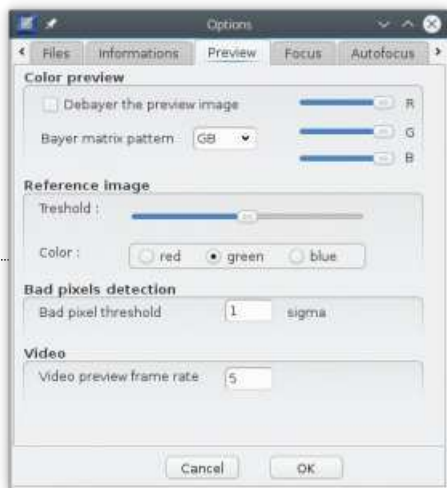 Options
Files Informations Preview Focus Autofocus
Color preview
Debayer the preview image R
Bayer matrix pattern GB G
B
Reference image
Treshold :
Color : red green blue
Bad pixels detection
Bad pixel threshold 1 sigma
Video
Video preview frame rate 5
Cancel OK